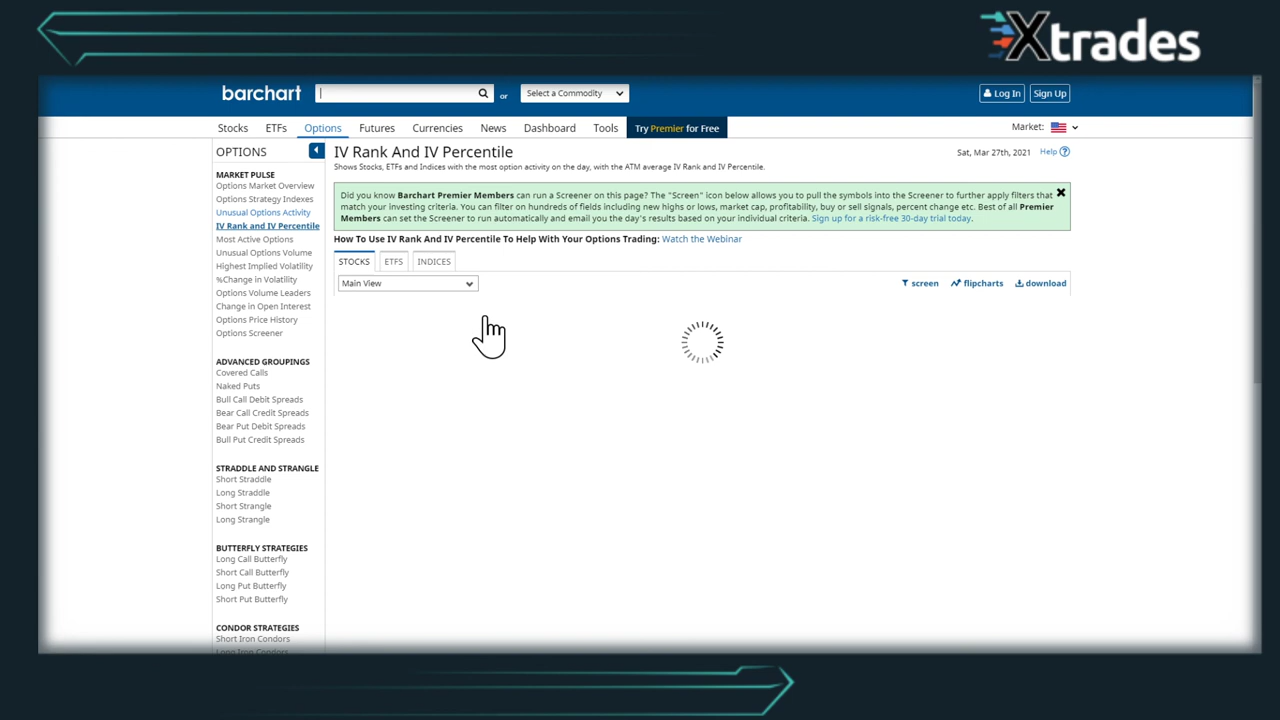 Xtrades
barchart
or
Select a Commodity
Log In
Sign Up
Stocks
ETFs
Options
Futures
Currencies
News
Dashboard
Tools
Try Premier for Free
Market:
OPTIONS
MARKET PULSE
Options Market Overview
Options Strategy Indexes
Unusual Options Activity
IV Rank and IV Percentile
Most Active Options
Unusual Options Volume
Highest Implied Volatility
%Change in Volatility
Options Volume Leaders
Change in Open Interest
Options Price History
Options Screener
ADVANCED GROUPINGS
Covered Calls
Naked Puts
Bull Call Debit Spreads
Bear Call Credit Spreads
Bear Put Debit Spreads
Bull Put Credit Spreads
STRADDLE AND STRANGLE
Short Straddle
Long Straddle
Short Strangle
Long Strangle
BUTTERFLY STRATEGIES
Long Call Butterfly
Short Call Butterfly
Long Put Butterfly
Short Put Butterfly
CONDOR STRATEGIES
Short Iron Condors
Long Iron Condors
IV Rank And IV Percentile
Sat, Mar 27th, 2021
Help
Shows Stocks, ETFs and Indices with the most option activity on the day, with the ATM average IV Rank and IV Percentile.
Did you know Barchart Premier Members can run a Screener on this page? The "Screen" icon below allows you to pull the symbols into the Screener to further apply filters that
match your investing criteria. You can filter on hundreds of fields including new highs or lows, market cap, profitability, buy or sell signals, percent change etc. Best of all Premier
Members can set the Screener to run automatically and email you the day's results based on your individual criteria. Sign up for a risk-free 30-day trial today.
How To Use IV Rank And IV Percentile To Help With Your Options Trading: Watch the Webinar
STOCKS
ETFS
INDICES
Main View
screen
flipcharts
download